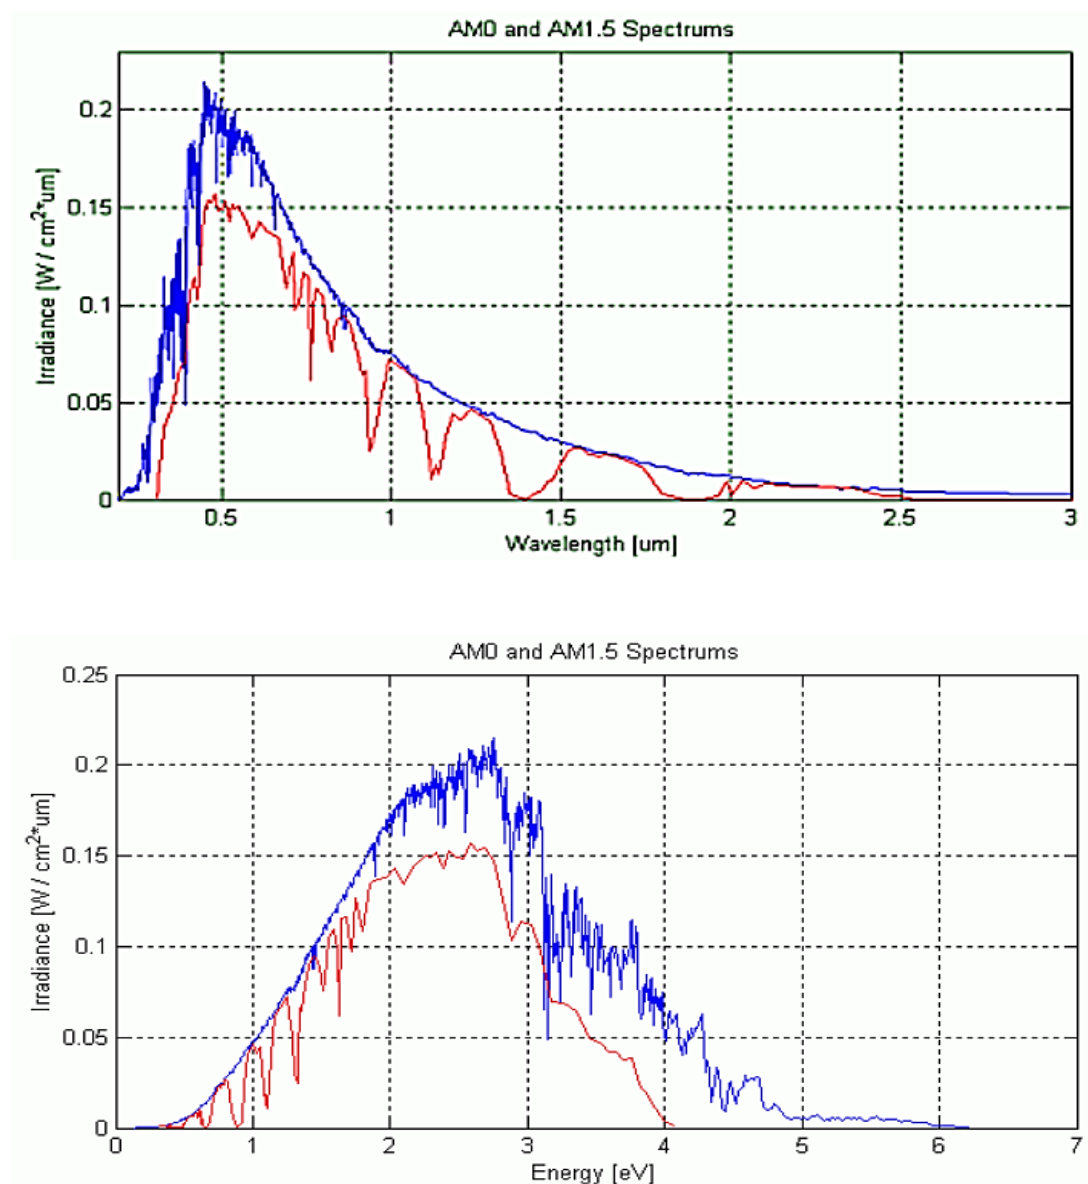 AM0 and AM1.5 Spectrums
Irradiance [W / cm²*um]
0.2
0.15
0.1
0.05
0
0.5 1 1.5 2 2.5 3
Wavelength [um]
AM0 and AM1.5 Spectrums
Irradiance [W / cm²*um]
0.25
0.2
0.15
0.1
0.05
0
0 1 2 3 4 5 6 7
Energy [eV]